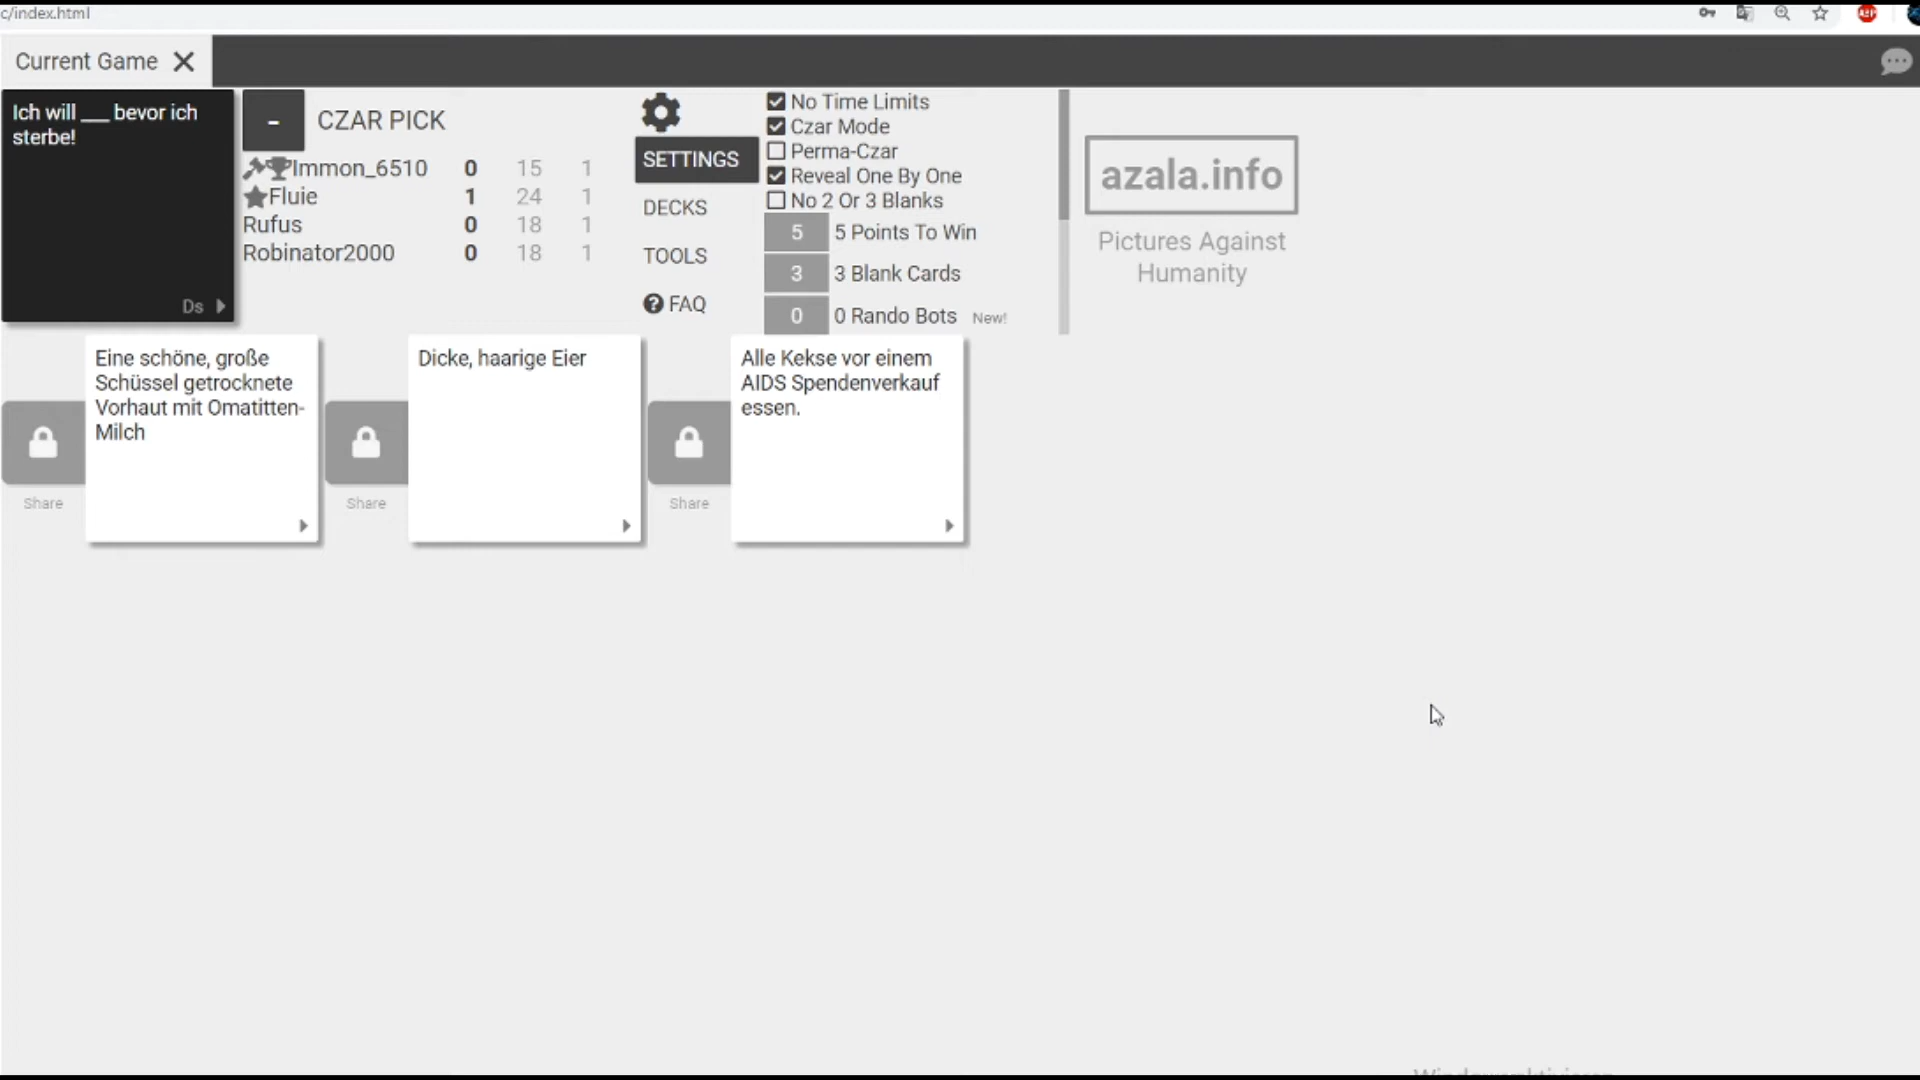 c/index.html
Current Game
Ich will ___ bevor ich
sterbe!
Ds
-
CZAR PICK
Immon_6510 0 15 1
Fluie 1 24 1
Rufus 0 18 1
Robinator2000 0 18 1
SETTINGS
DECKS
TOOLS
FAQ
No Time Limits
Czar Mode
Perma-Czar
Reveal One By One
No 2 Or 3 Blanks
5 5 Points To Win
3 3 Blank Cards
0 0 Rando Bots New!
azala.info
Pictures Against
Humanity
Share
Eine schöne, große
Schüssel getrocknete
Vorhaut mit Omatitten-
Milch
Share
Dicke, haarige Eier
Share
Alle Kekse vor einem
AIDS Spendenverkauf
essen.